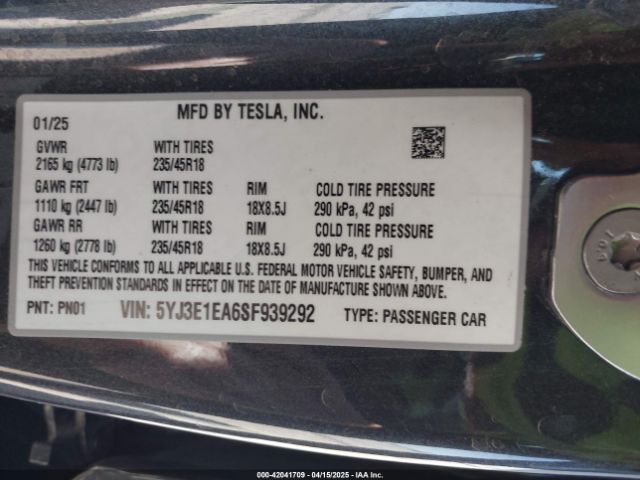 MFD BY TESLA, INC.
01/25
GVWR WITH TIRES
2165 kg (4773 lb) 235/45R18
GAWR FRT WITH TIRES RIM COLD TIRE PRESSURE
1110 kg (2447 lb) 235/45R18 18X8.5J 290 kPa, 42 psi
GAWR RR WITH TIRES RIM COLD TIRE PRESSURE
1260 kg (2778 lb) 235/45R18 18X8.5J 290 kPa, 42 psi
THIS VEHICLE CONFORMS TO ALL APPLICABLE U.S. FEDERAL MOTOR VEHICLE SAFETY, BUMPER, AND
THEFT PREVENTION STANDARDS IN EFFECT ON THE DATE OF MANUFACTURE SHOWN ABOVE.
PNT: PN01 VIN: 5YJ3E1EA6SF939292 TYPE: PASSENGER CAR
000-42041709 04/15/2025 IAA Inc.